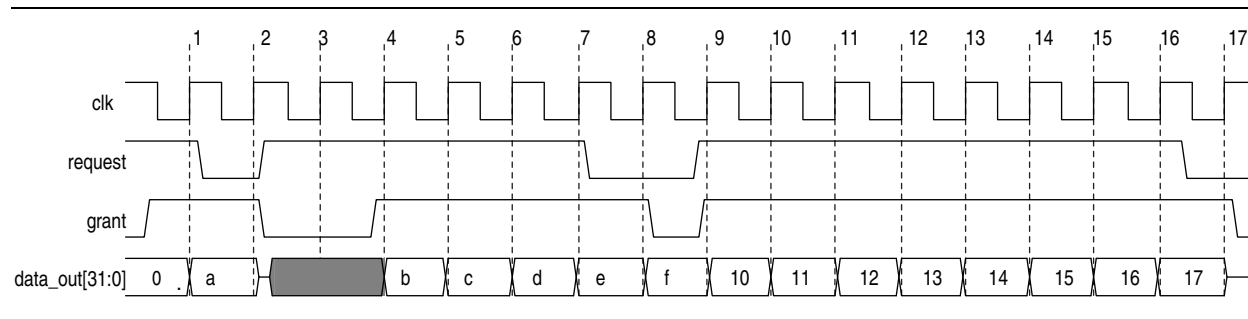 1 2 3 4 5 6 7 8 9 10 11 12 13 14 15 16 17
clk
request
grant
data_out[31:0] 0 . a b c d e f 10 11 12 13 14 15 16 17